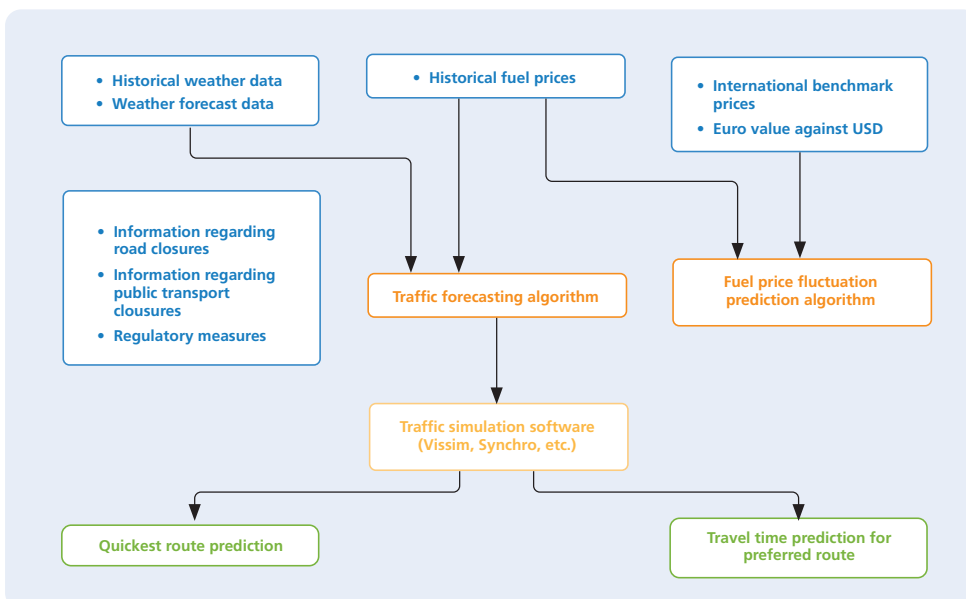 • Historical weather data
• Weather forecast data
• Historical fuel prices
• International benchmark
prices
• Euro value against USD
• Information regarding
road closures
• Information regarding
public transport
clousures
• Regulatory measures
Traffic forecasting algorithm
Fuel price fluctuation
prediction algorithm
Traffic simulation software
(Vissim, Synchro, etc.)
Quickest route prediction
Travel time prediction for
preferred route